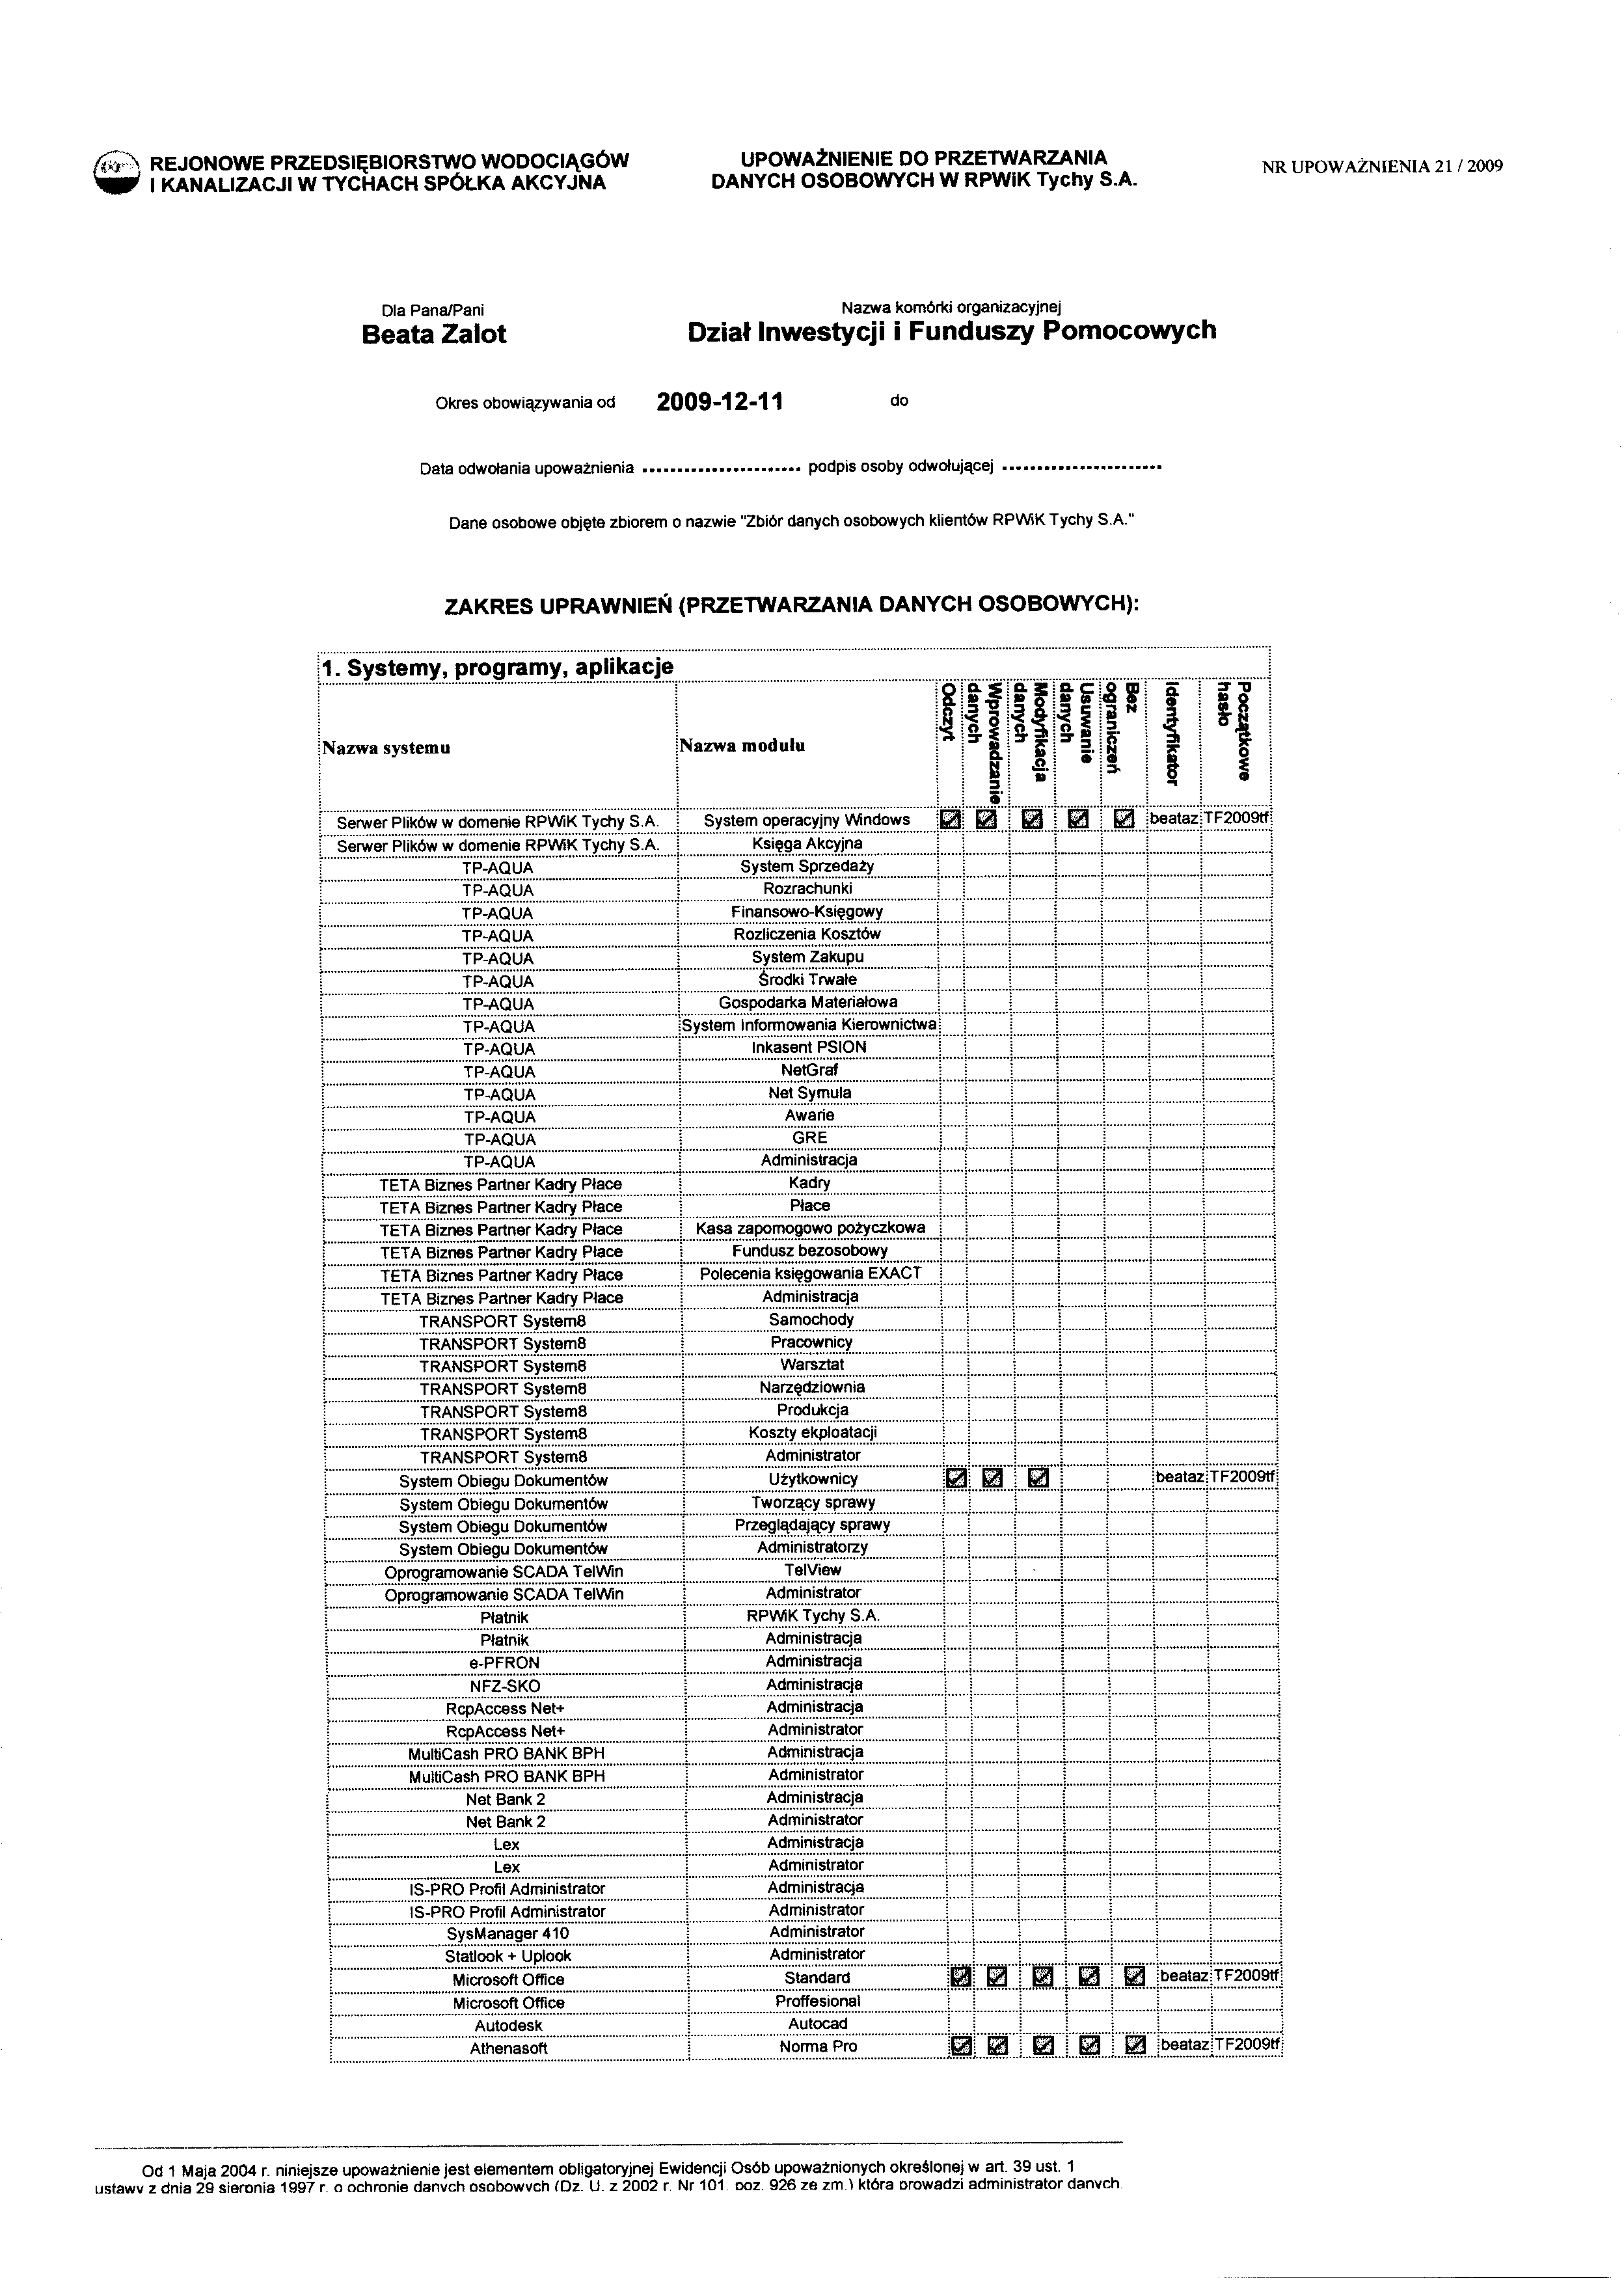 REJONOWE PRZEDSIĘBIORSTWO WODOCIĄGÓW
I KANALIZACJI W TYCHACH SPÓŁKA AKCYJNA
UPOWAŻNIENIE DO PRZETWARZANIA
DANYCH OSOBOWYCH W RPWiK Tychy S.A.
NR UPOWAŻNIENIA 21 / 2009
Dla Pana/Pani
Beata Zalot
Nazwa komórki organizacyjnej
Dział Inwestycji i Funduszy Pomocowych
Okres obowiązywania od 2009-12-11 do
Data odwołania upoważnienia ....................... podpis osoby odwołującej .......................
Dane osobowe objęte zbiorem o nazwie "Zbiór danych osobowych klientów RPWiK Tychy S.A."
ZAKRES UPRAWNIEŃ (PRZETWARZANIA DANYCH OSOBOWYCH):
1. Systemy, programy, aplikacje
Nazwa systemu
Nazwa modułu
Odczyt
Wprowadzanie
danych
Modyfikacja
danych
Usuwanie
danych
Bez
ograniczeń
identyfikator
Początkowe
hasło
Serwer Plików w domenie RPWiK Tychy S.A. System operacyjny Windows beataz TF2009tf
Serwer Plików w domenie RPWiK Tychy S.A. Księga Akcyjna
TP-AQUA System Sprzedaży
TP-AQUA Rozrachunki
TP-AQUA Finansowo-Księgowy
TP-AQUA Rozliczenia Kosztów
TP-AQUA System Zakupu
TP-AQUA Środki Trwałe
TP-AQUA Gospodarka Materiałowa
TP-AQUA System Informowania Kierownictwa
TP-AQUA Inkasent PSION
TP-AQUA NetGraf
TP-AQUA Net Symula
TP-AQUA Awarie
TP-AQUA GRE
TP-AQUA Administracja
TETA Biznes Partner Kadry Płace Kadry
TETA Biznes Partner Kadry Płace Płace
TETA Biznes Partner Kadry Płace Kasa zapomogowo pożyczkowa
TETA Biznes Partner Kadry Płace Fundusz bezosobowy
TETA Biznes Partner Kadry Płace Polecenia księgowania EXACT
TETA Biznes Partner Kadry Płace Administracja
TRANSPORT System8 Samochody
TRANSPORT System8 Pracownicy
TRANSPORT System8 Warsztat
TRANSPORT System8 Narzędziownia
TRANSPORT System8 Produkcja
TRANSPORT System8 Koszty ekploatacji
TRANSPORT System8 Administrator
System Obiegu Dokumentów Użytkownicy beataz TF2009tf
System Obiegu Dokumentów Tworzący sprawy
System Obiegu Dokumentów Przeglądający sprawy
System Obiegu Dokumentów Administratorzy
Oprogramowanie SCADA TelWin TelView
Oprogramowanie SCADA TelWin Administrator
Płatnik RPWiK Tychy S.A.
Płatnik Administracja
e-PFRON Administracja
NFZ-SKO Administracja
RcpAccess Net+ Administracja
RcpAccess Net+ Administrator
MultiCash PRO BANK BPH Administracja
MultiCash PRO BANK BPH Administrator
Net Bank 2 Administracja
Net Bank 2 Administrator
Lex Administracja
Lex Administrator
IS-PRO Profil Administrator Administracja
IS-PRO Profil Administrator Administrator
SysManager 410 Administrator
Statlook + Uplook Administrator
Microsoft Office Standard beataz TF2009tf
Microsoft Office Proffesional
Autodesk Autocad
Athenasoft Norma Pro beataz TF2009tf
Od 1 Maja 2004 r. niniejsze upoważnienie jest elementem obligatoryjnej Ewidencji Osób upoważnionych określonej w art. 39 ust. 1
ustawy z dnia 29 sierpnia 1997 r. o ochronie danych osobowych (Dz. U. z 2002 r. Nr 101, poz. 926 ze zm.) która prowadzi administrator danych.